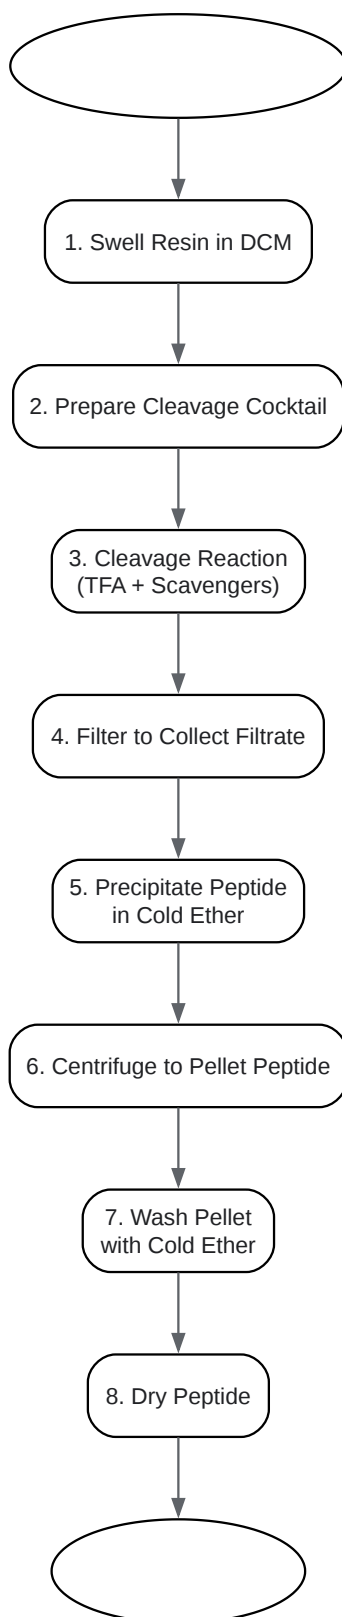 1. Swell Resin in DCM
2. Prepare Cleavage Cocktail
3. Cleavage Reaction
(TFA + Scavengers)
4. Filter to Collect Filtrate
5. Precipitate Peptide
in Cold Ether
6. Centrifuge to Pellet Peptide
7. Wash Pellet
with Cold Ether
8. Dry Peptide